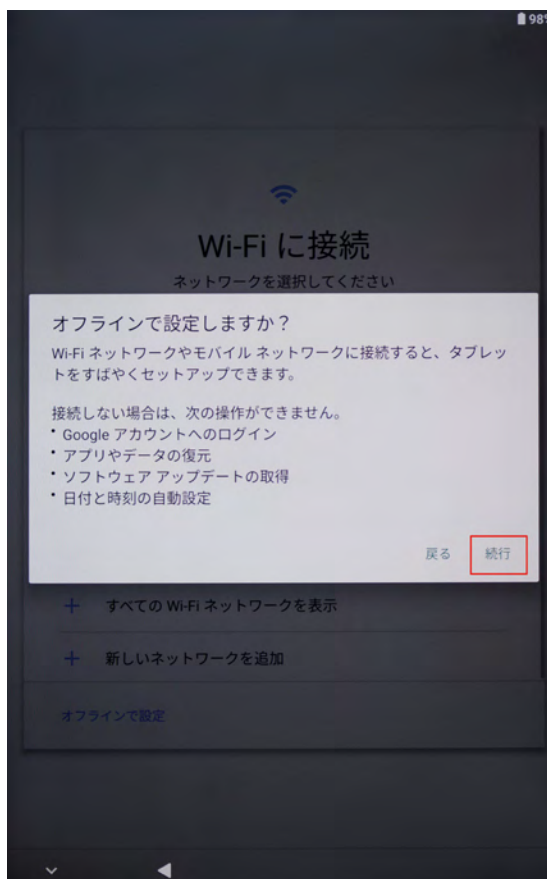 98%
Wi-Fi に接続
ネットワークを選択してください
オフラインで設定しますか？
Wi-Fi ネットワークやモバイル ネットワークに接続すると、タブレッ
トをすばやくセットアップできます。
接続しない場合は、次の操作ができません。
・Google アカウントへのログイン
・アプリやデータの復元
・ソフトウェア アップデートの取得
・日付と時刻の自動設定
戻る 続行
+ すべての Wi-Fi ネットワークを表示
+ 新しいネットワークを追加
オフラインで設定